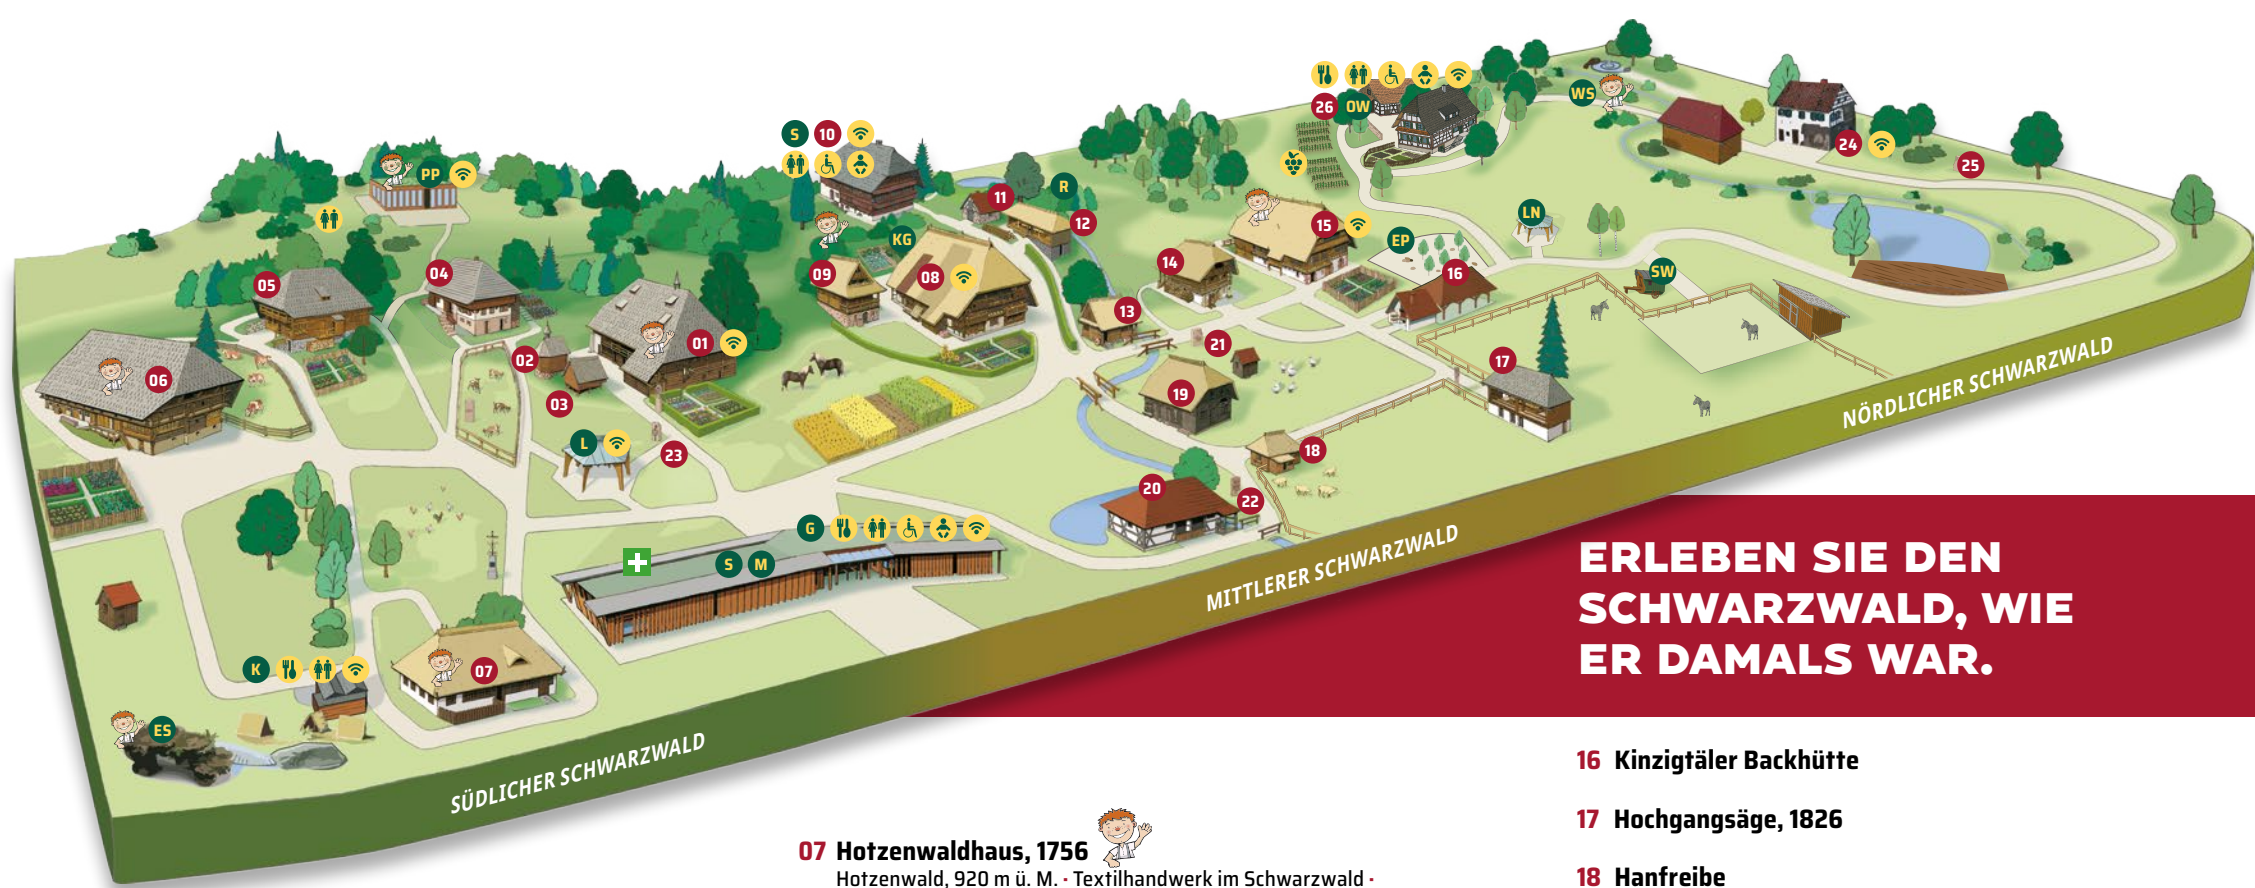 PP
S 10
26 OW
WS
24
25
11
R
12
KG
09
08
15
EP
LN
14
16
SW
05
04
13
21
01
02
17
06
03
19
L
23
18
20
22
G
S M
K
07
ES
SÜDLICHER SCHWARZWALD
MITTLERER SCHWARZWALD
NÖRDLICHER SCHWARZWALD
ERLEBEN SIE DEN
SCHWARZWALD, WIE
ER DAMALS WAR.
07 Hotzenwaldhaus, 1756
Hotzenwald, 920 m ü. M. · Textilhandwerk im Schwarzwald ·
16 Kinzigtäler Backhütte
17 Hochgangsäge, 1826
18 Hanfreibe